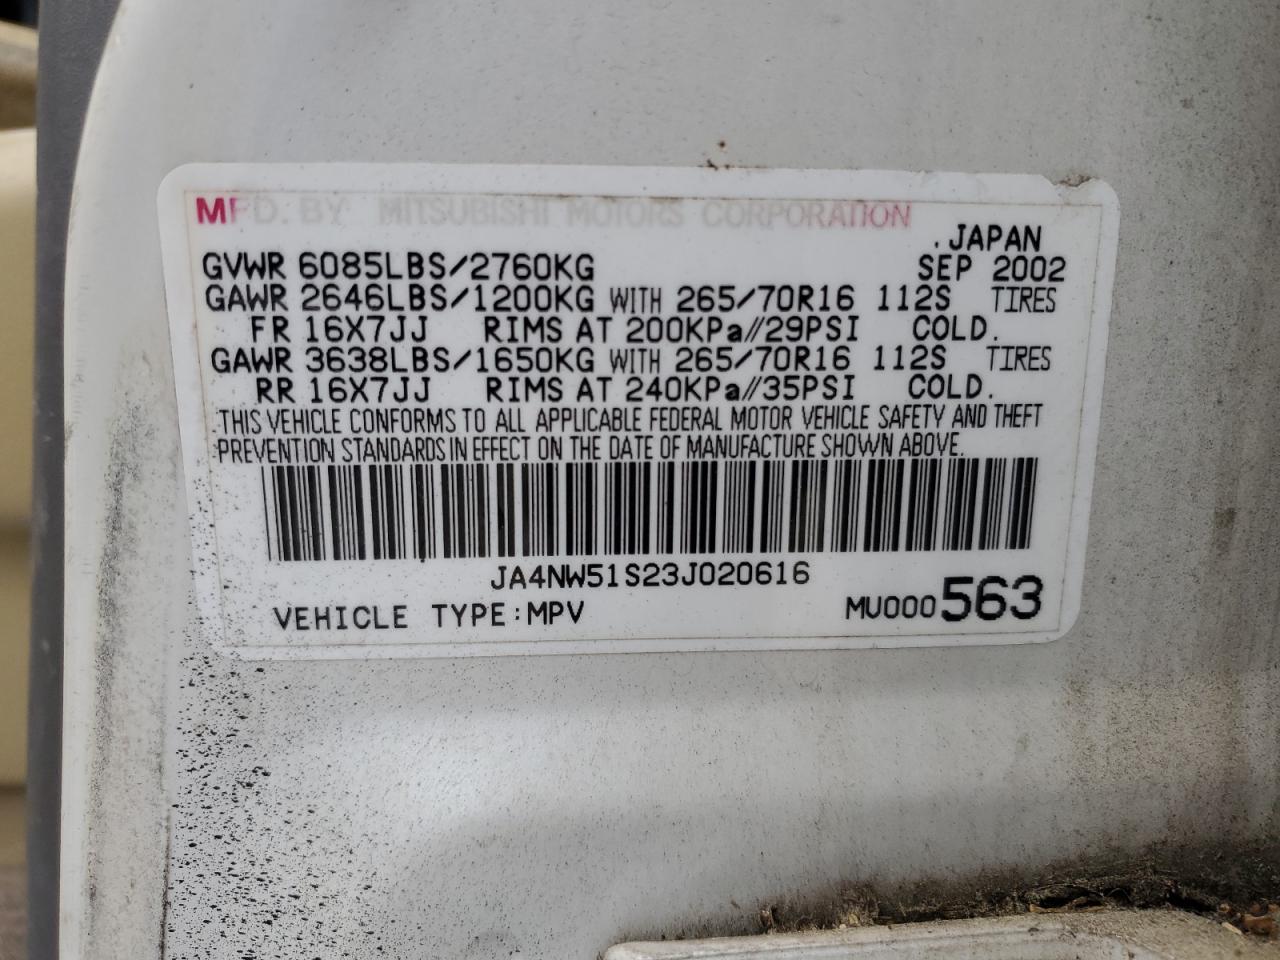 MFD. BY MITSUBISHI MOTORS CORPORATION
.JAPAN
GVWR 6085LBS/2760KG SEP 2002
GAWR 2646LBS/1200KG WITH 265/70R16 112S TIRES
FR 16X7JJ RIMS AT 200KPa//29PSI COLD.
GAWR 3638LBS/1650KG WITH 265/70R16 112S TIRES
RR 16X7JJ RIMS AT 240KPa//35PSI COLD.
THIS VEHICLE CONFORMS TO ALL APPLICABLE FEDERAL MOTOR VEHICLE SAFETY AND THEFT
PREVENTION STANDARDS IN EFFECT ON THE DATE OF MANUFACTURE SHOWN ABOVE.
JA4NW51S23J020616
VEHICLE TYPE:MPV MU000563